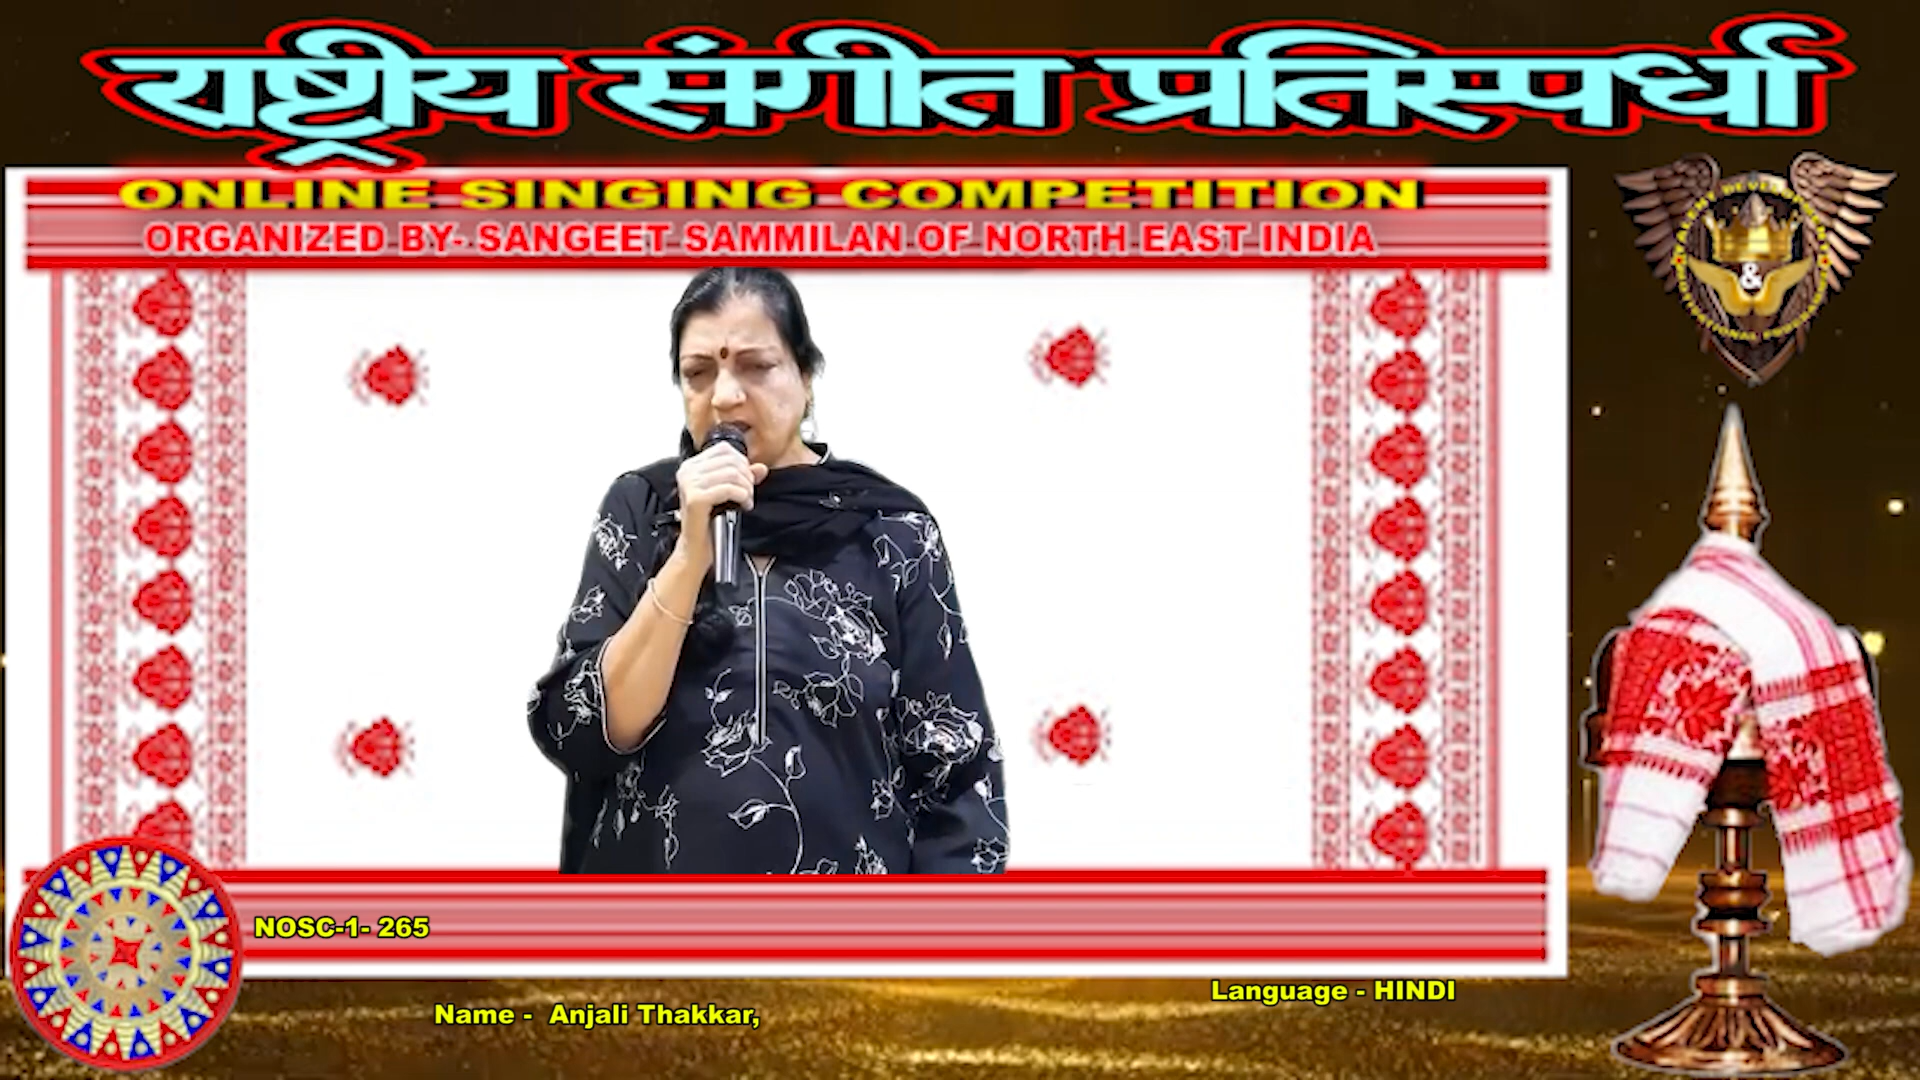 राष्ट्रीय संगीत प्रतिस्पर्धा
ONLINE SINGING COMPETITION
ORGANIZED BY- SANGEET SAMMILAN OF NORTH EAST INDIA
&
NOSC-1- 265
Language - HINDI
Name -  Anjali Thakkar,